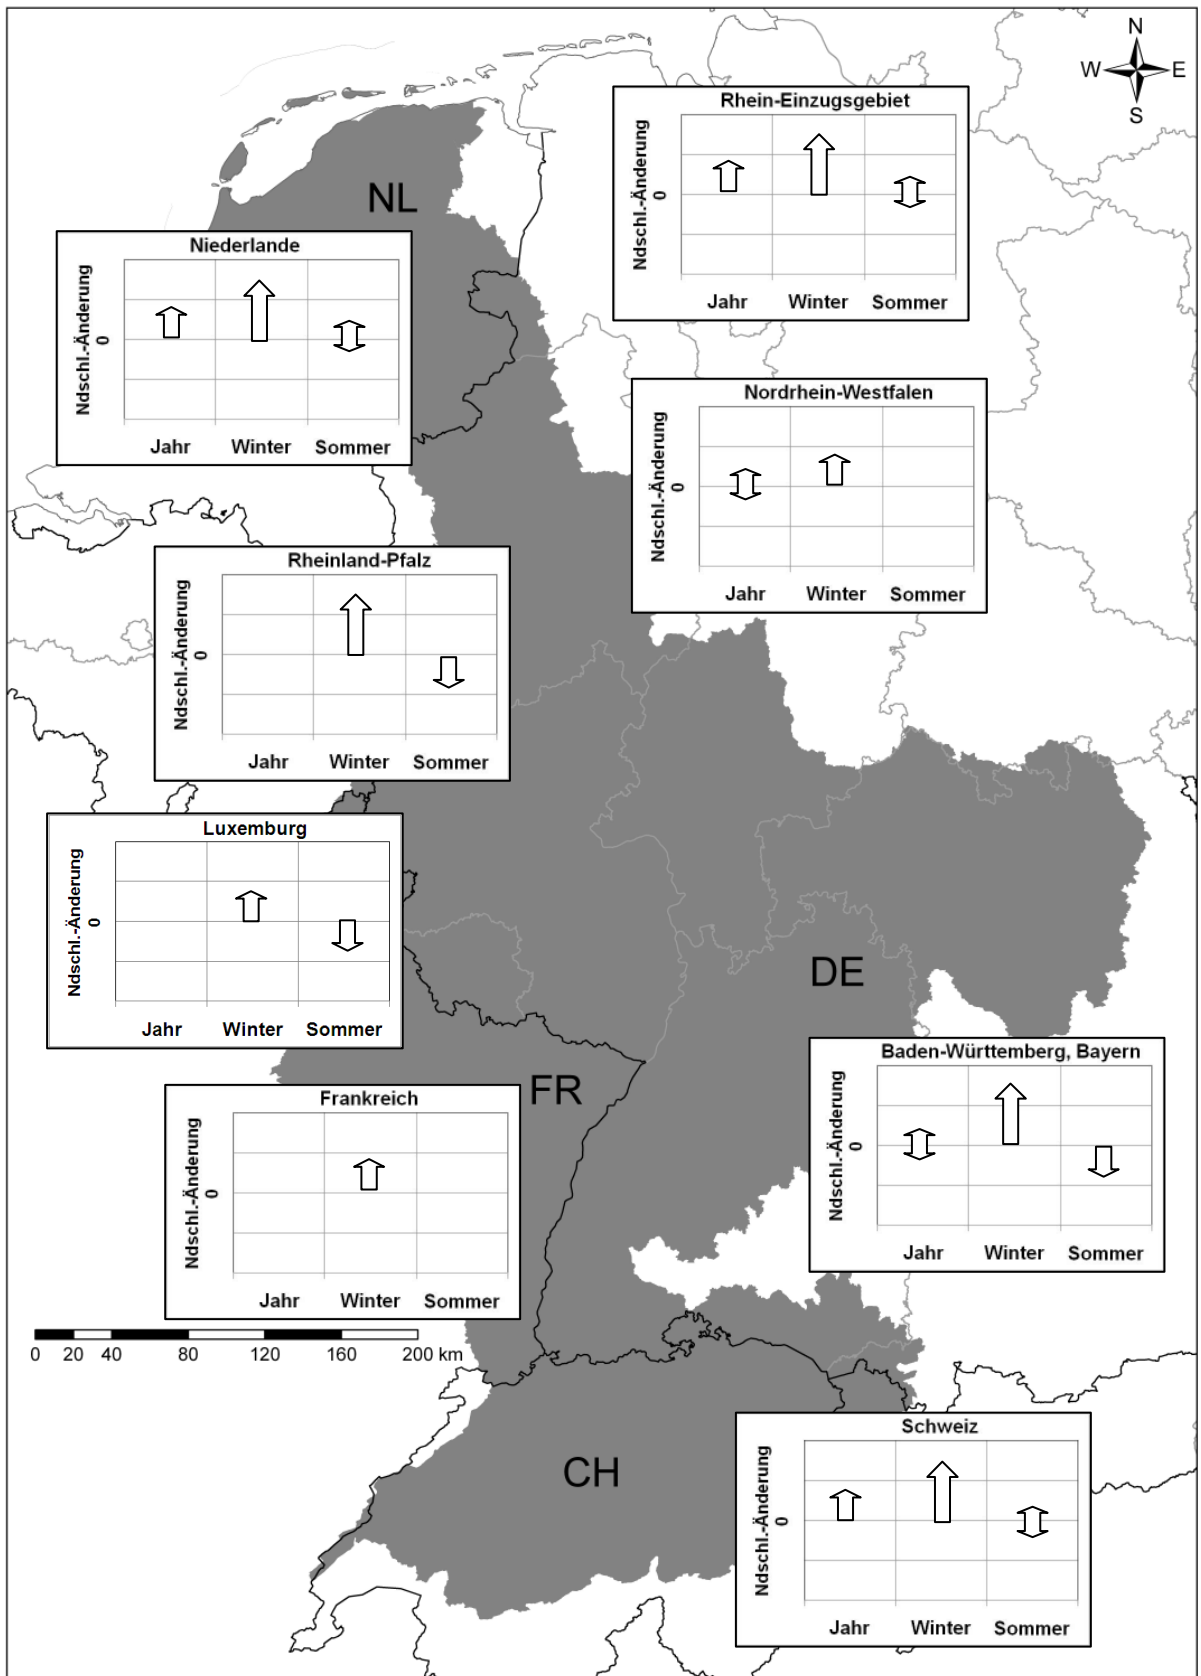 N
W E
S
Rhein-Einzugsgebiet
Ndschl.-Änderung
0
Jahr Winter Sommer
NL
Niederlande
Ndschl.-Änderung
0
Jahr Winter Sommer
Nordrhein-Westfalen
Ndschl.-Änderung
0
Jahr Winter Sommer
Rheinland-Pfalz
Ndschl.-Änderung
0
Jahr Winter Sommer
Luxemburg
Ndschl.-Änderung
0
Jahr Winter Sommer
DE
FR
Baden-Württemberg, Bayern
Ndschl.-Änderung
0
Jahr Winter Sommer
Frankreich
Ndschl.-Änderung
0
Jahr Winter Sommer
0 20 40 80 120 160 200 km
CH
Schweiz
Ndschl.-Änderung
0
Jahr Winter Sommer